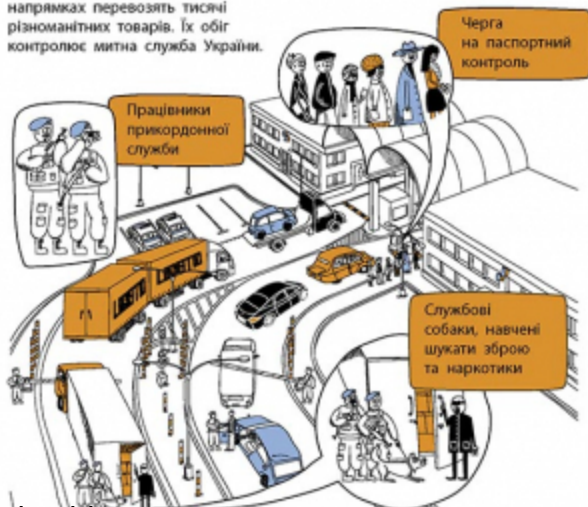 напрямках перевозять тисячі
різноманітних товарів. Їх обіг
контролює митна служба України.
Черга
на паспортний
контроль
Працівники
прикордонної
служби
Службові
собаки, навчені
шукати зброю
та наркотики